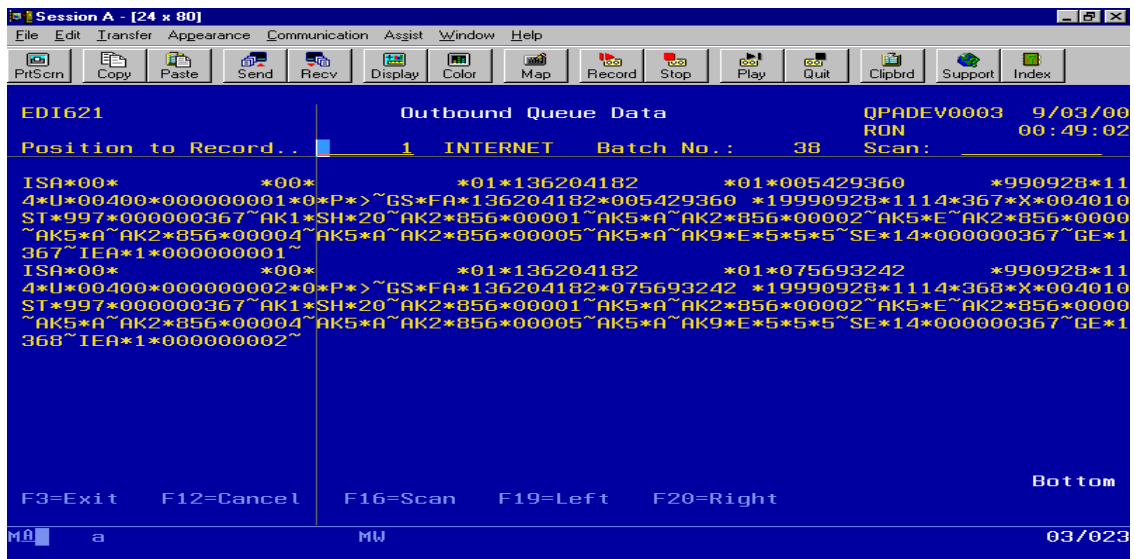 Session A - [24 x 80]
File Edit Transfer Appearance Communication Assist Window Help
PrtScrn Copy Paste Send Recv Display Color Map Record Stop Play Quit Clipbrd Support Index
EDI621 Outbound Queue Data QPADEV0003 9/03/00
RON 00:49:02
Position to Record.. 1 INTERNET Batch No.: 38 Scan:
ISA*00* *00* *01*136204182 *01*005429360 *990928*11
4*U*00400*000000001*0*P*>~GS*FA*136204182*005429360 *19990928*1114*367*X*004010
ST*997*000000367~AK1*SH*20~AK2*856*00001~AK5*A~AK2*856*00002~AK5*E~AK2*856*0000
~AK5*A~AK2*856*00004~AK5*A~AK2*856*00005~AK5*A~AK9*E*5*5*5~SE*14*000000367~GE*1
367~IEA*1*000000001~
ISA*00* *00* *01*136204182 *01*075693242 *990928*11
4*U*00400*000000002*0*P*>~GS*FA*136204182*075693242 *19990928*1114*368*X*004010
ST*997*000000367~AK1*SH*20~AK2*856*00001~AK5*A~AK2*856*00002~AK5*E~AK2*856*0000
~AK5*A~AK2*856*00004~AK5*A~AK2*856*00005~AK5*A~AK9*E*5*5*5~SE*14*000000367~GE*1
368~IEA*1*000000002~
Bottom
F3=Exit F12=Cancel F16=Scan F19=Left F20=Right
MA a MW 03/023